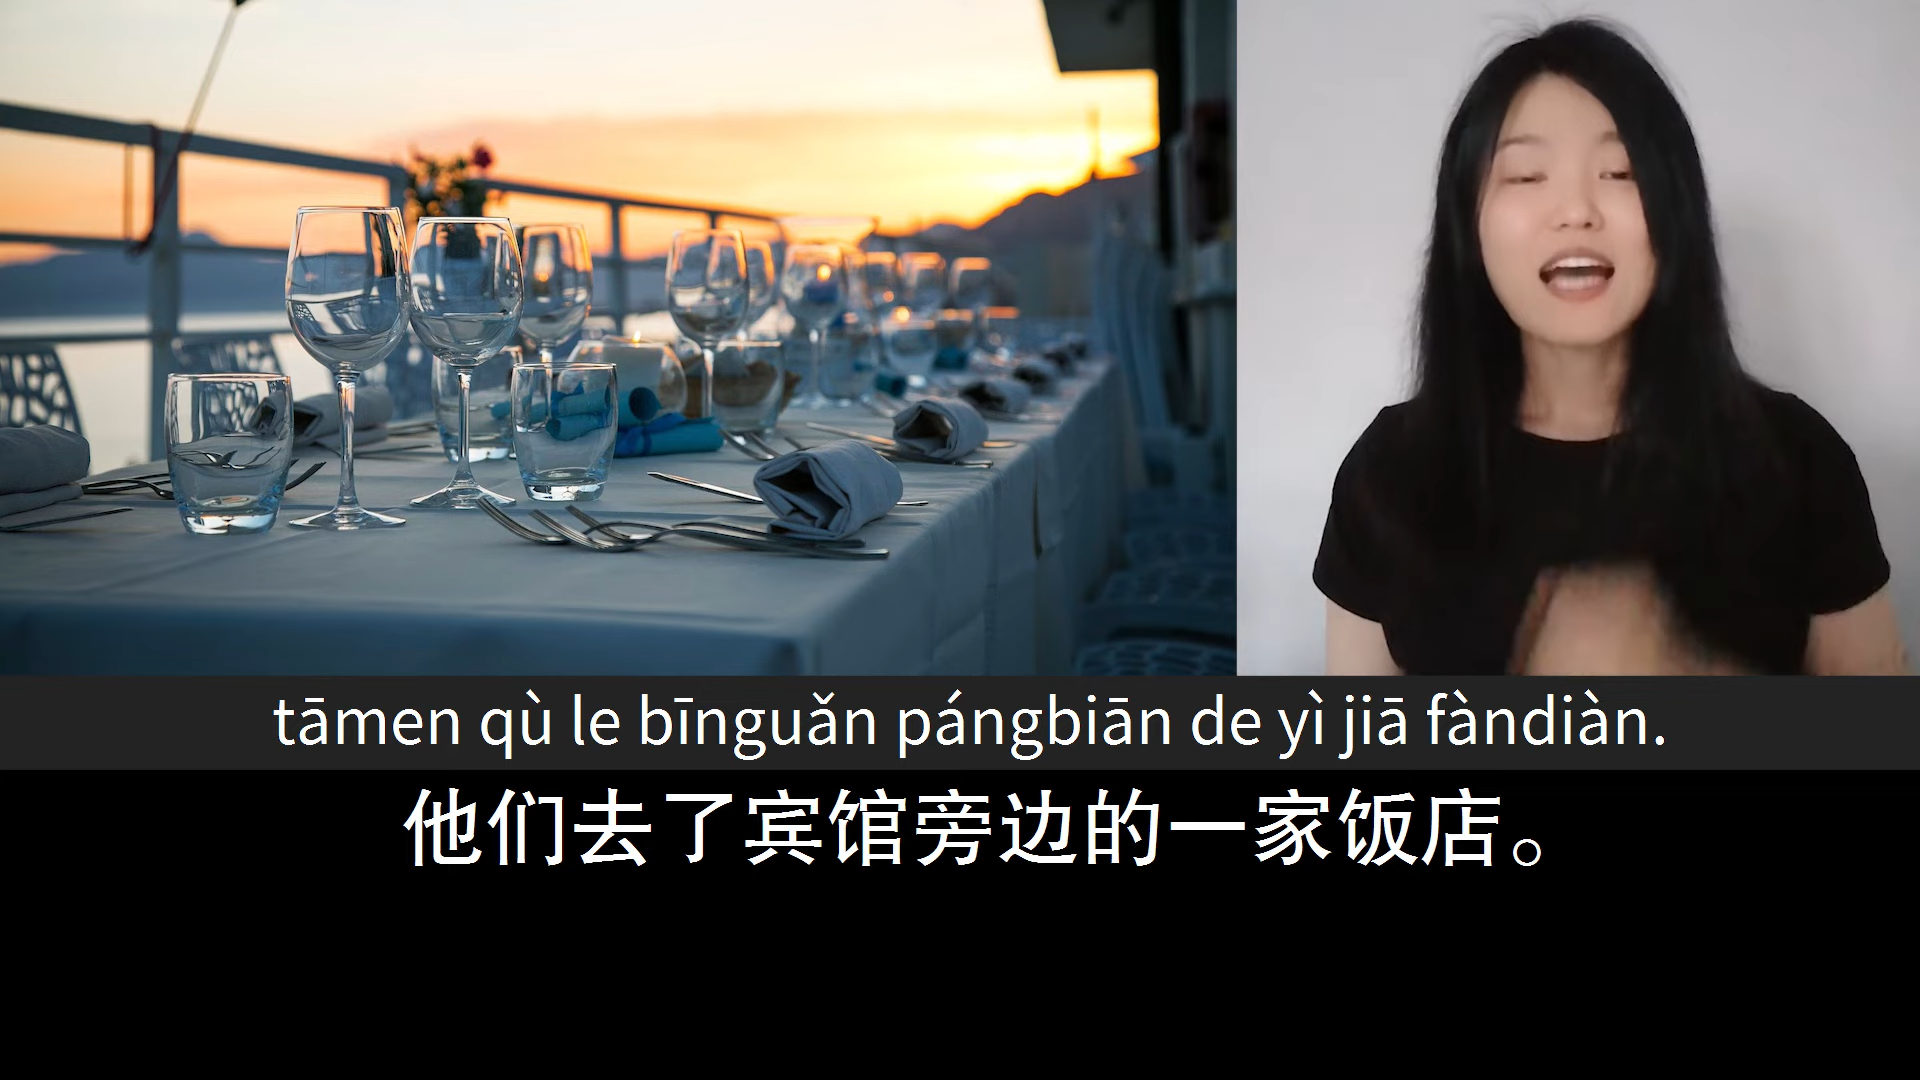 tāmen qù le bīnguǎn pángbiān de yì jiā fàndiàn.
他们去了宾馆旁边的一家饭店。